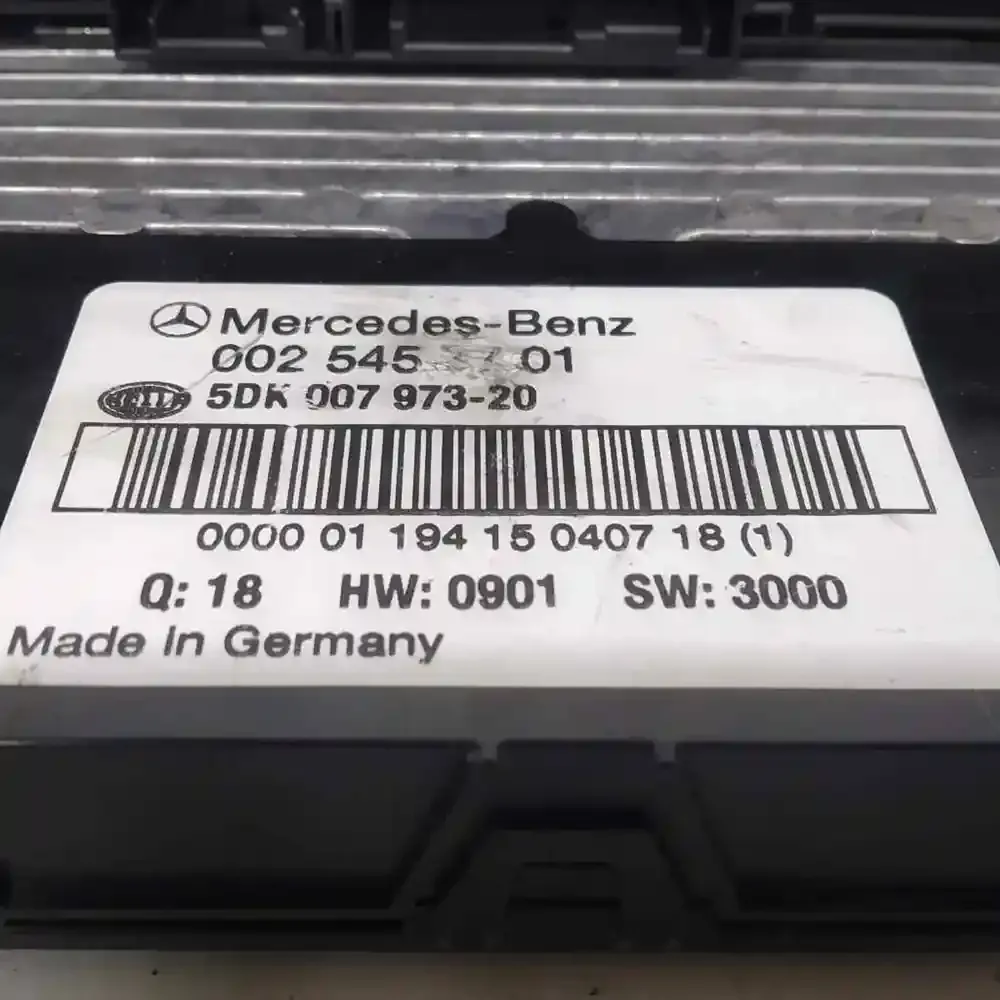 Mercedes-Benz
002 545 01
HELLA 5DK 007 973-20
0000 01 194 15 0407 18 (1)
Q: 18 HW: 0901 SW: 3000
Made in Germany